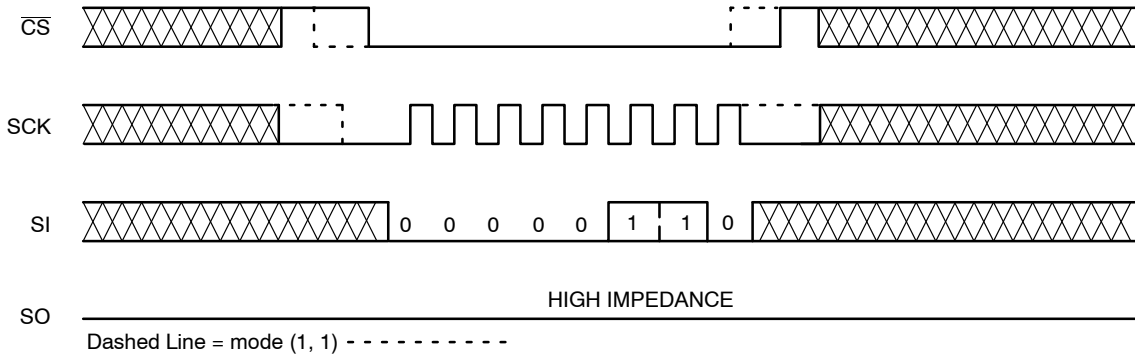 CS
SCK
SI 0 0 0 0 0 1 1 0
HIGH IMPEDANCE
SO
Dashed Line = mode (1, 1)